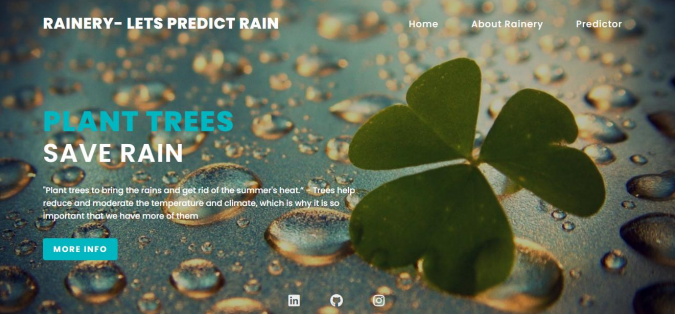 RAINERY- LETS PREDICT RAIN
Home About Rainery Predictor
PLANT TREES
SAVE RAIN
"Plant trees to bring the rains and get rid of the summer's heat." - Trees help
reduce and moderate the temperature and climate, which is why it is so
important that we have more of them
MORE INFO